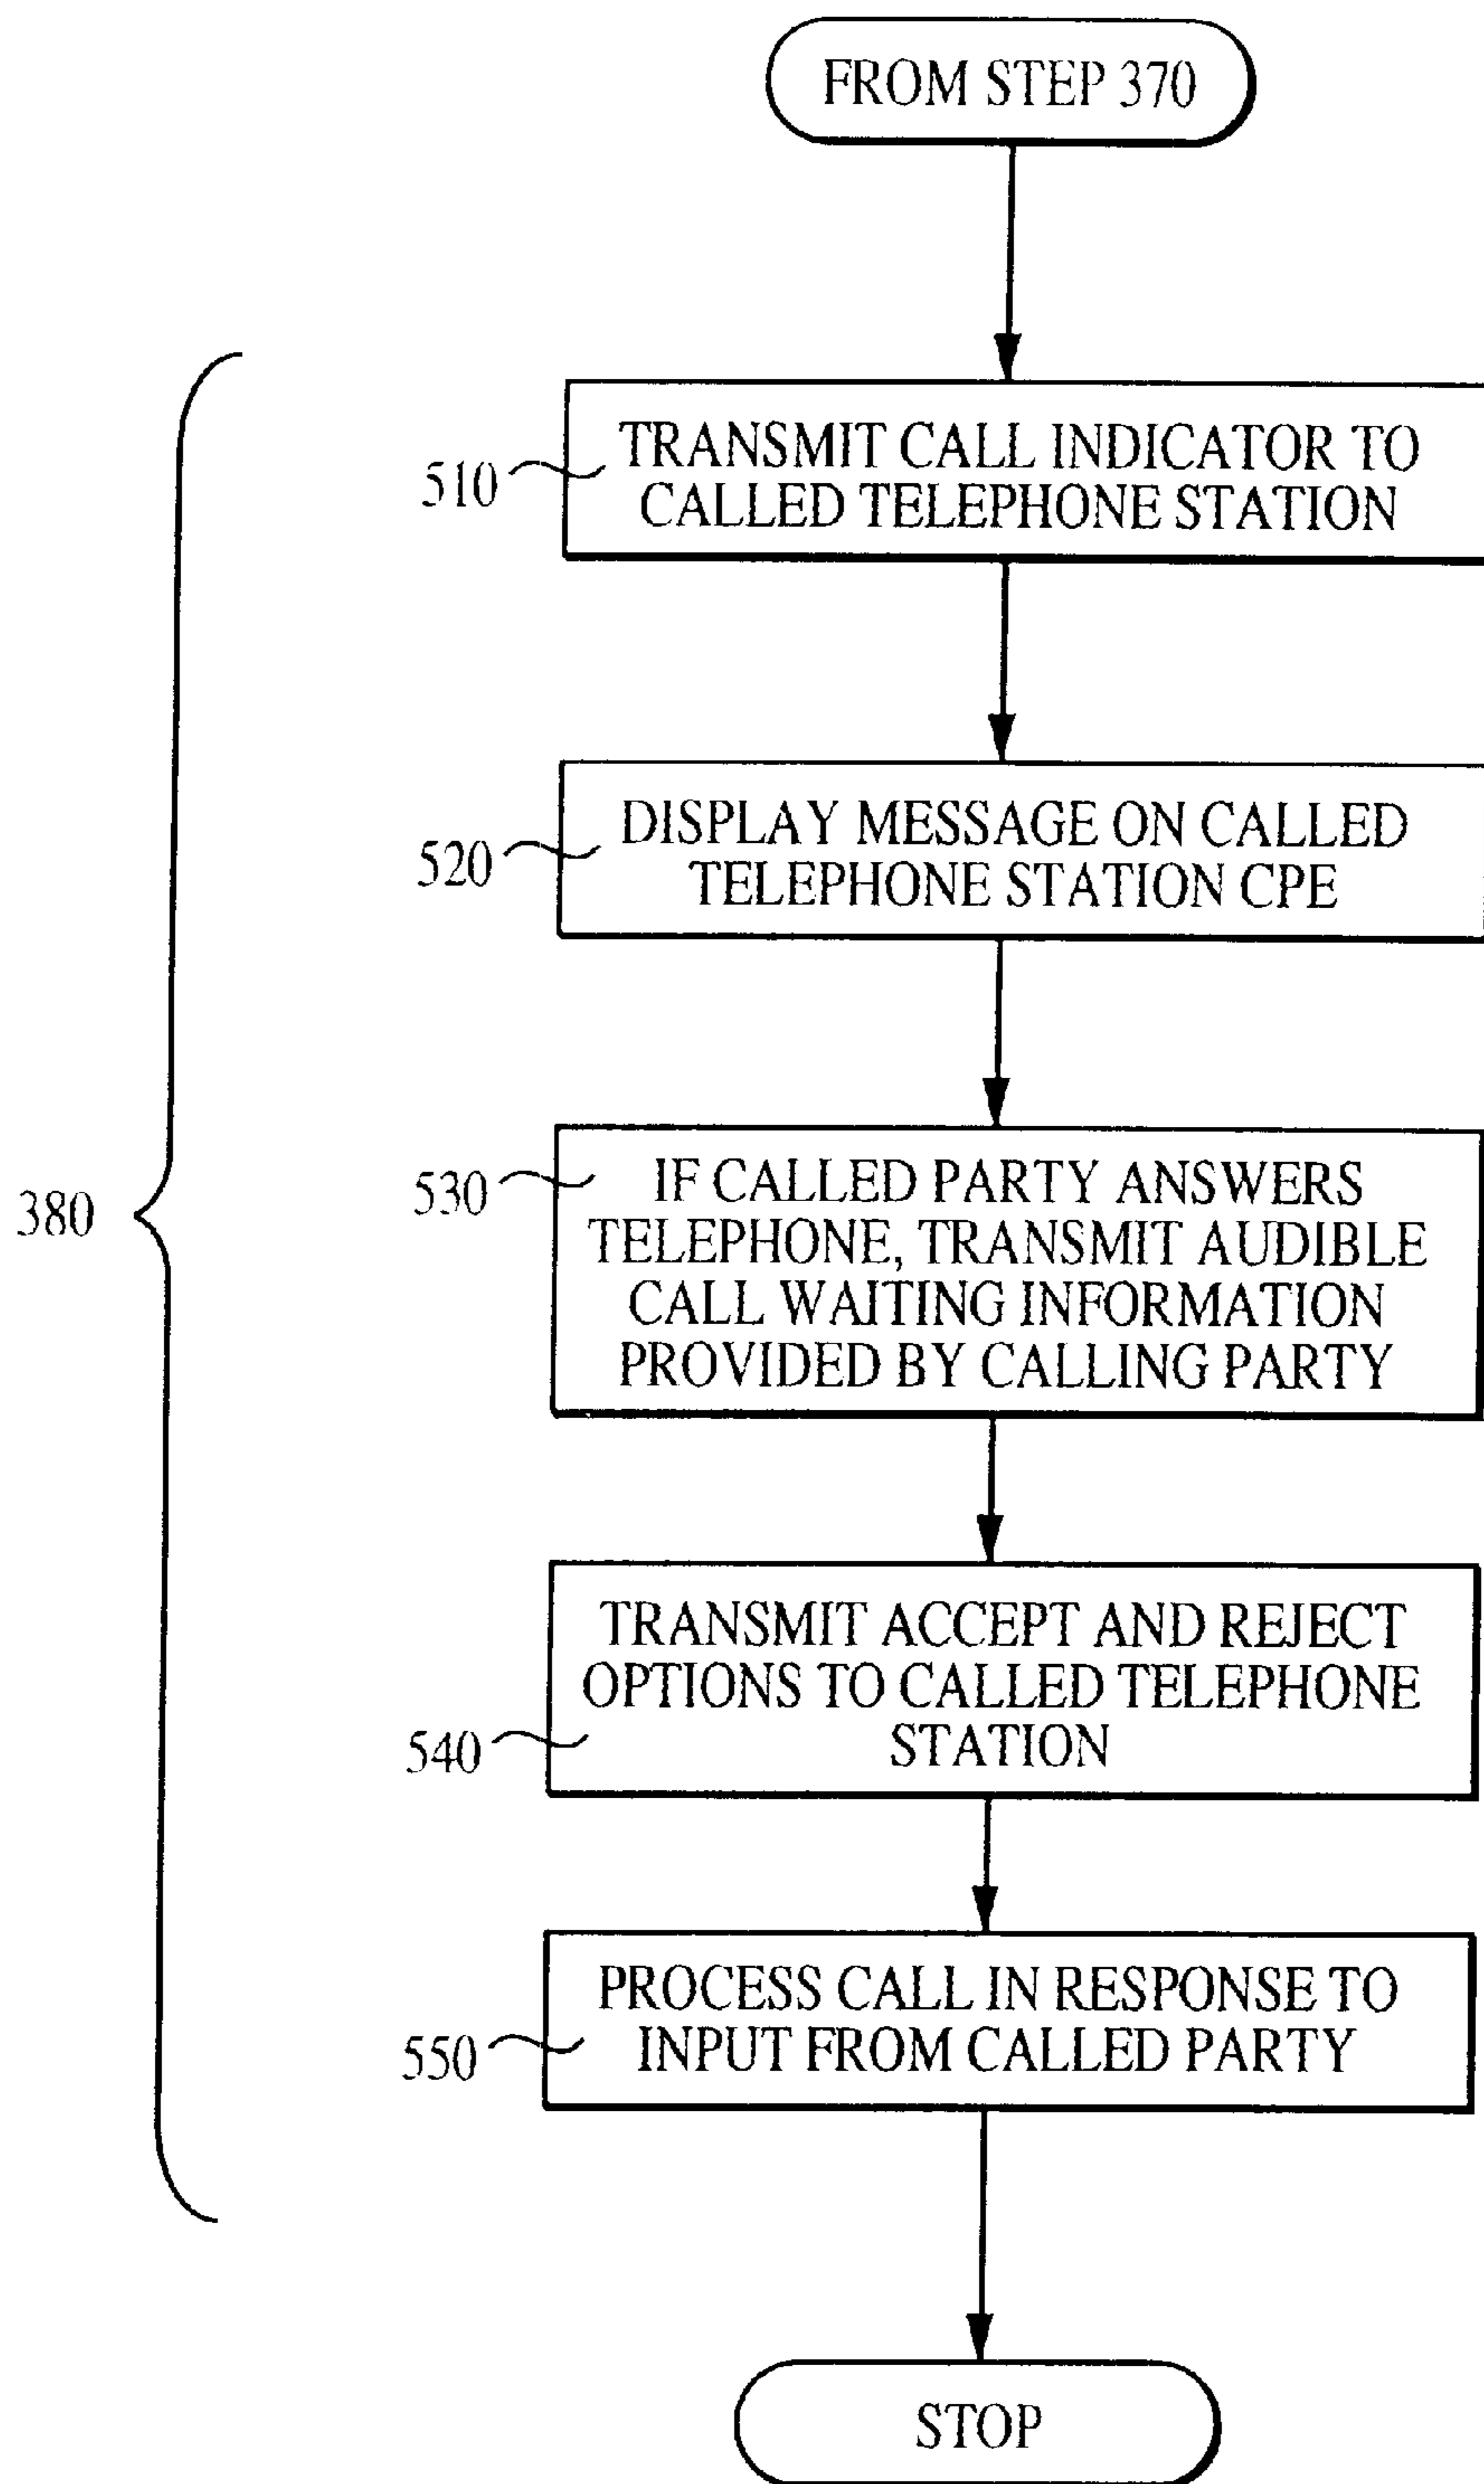 FROM STEP 370
510
TRANSMIT CALL INDICATOR TO
CALLED TELEPHONE STATION
520
DISPLAY MESSAGE ON CALLED
TELEPHONE STATION CPE
380
530
IF CALLED PARTY ANSWERS
TELEPHONE, TRANSMIT AUDIBLE
CALL WAITING INFORMATION
PROVIDED BY CALLING PARTY
540
TRANSMIT ACCEPT AND REJECT
OPTIONS TO CALLED TELEPHONE
STATION
550
PROCESS CALL IN RESPONSE TO
INPUT FROM CALLED PARTY
STOP